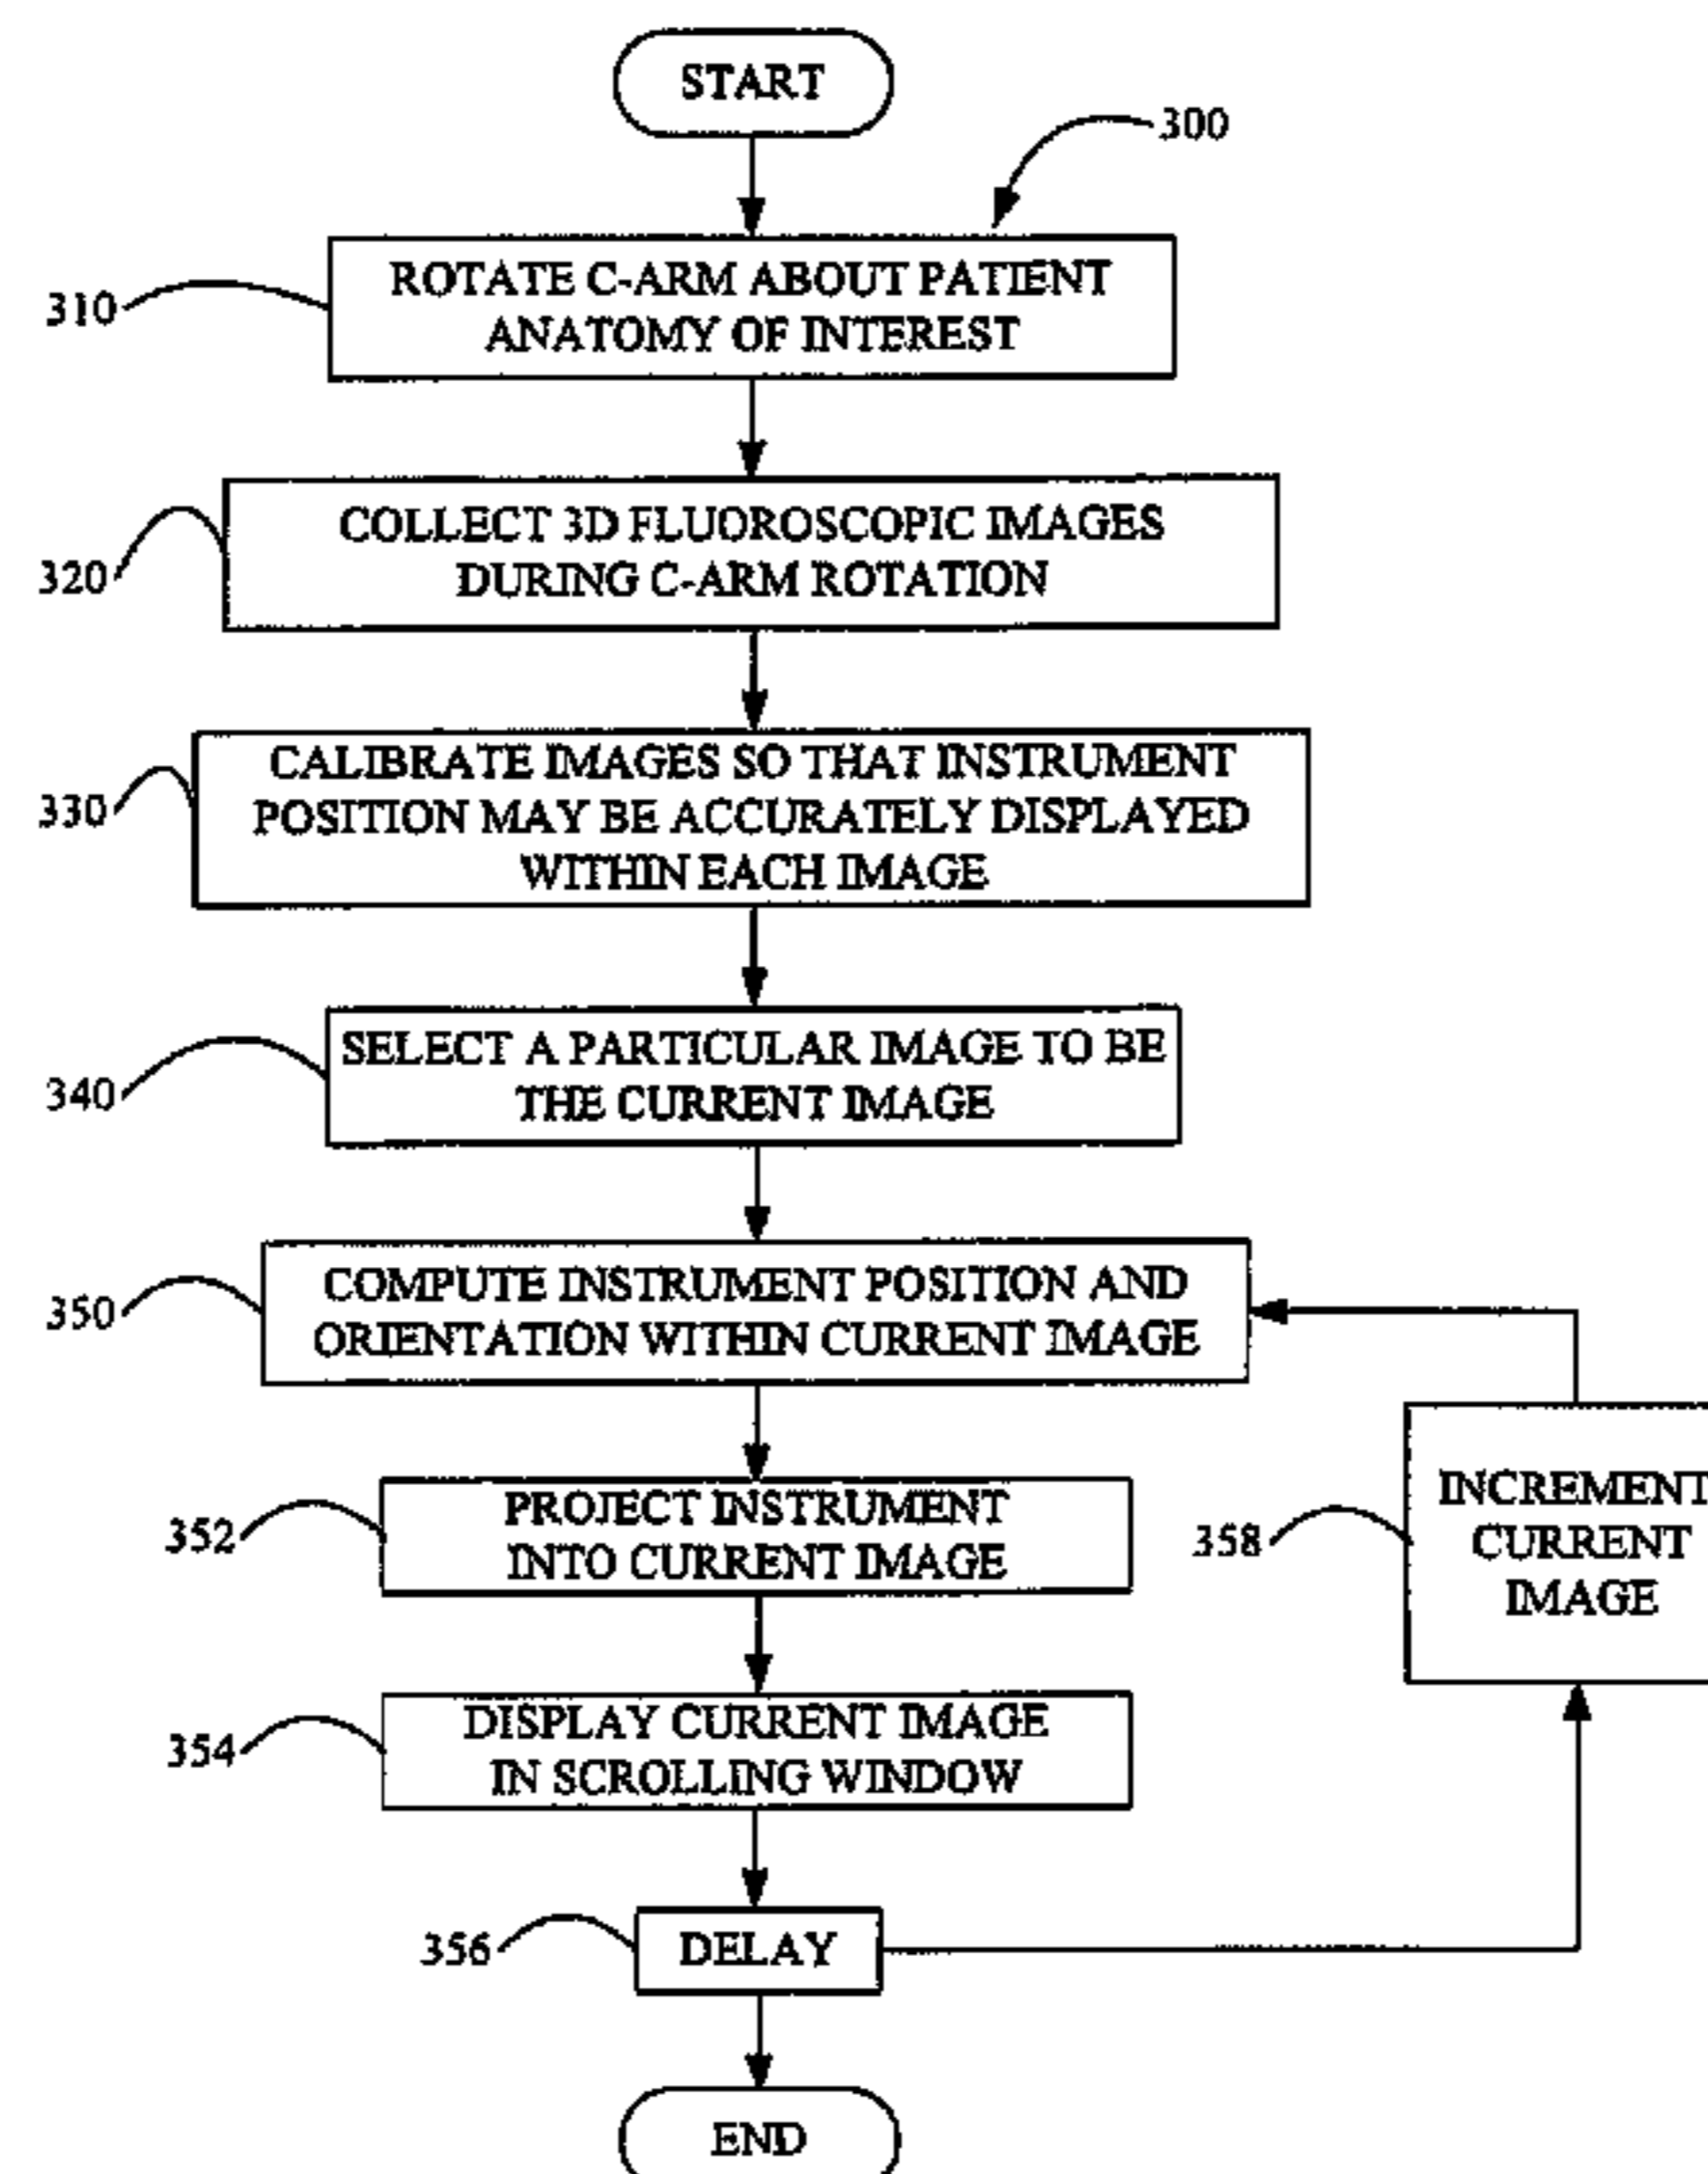 START
300
310
ROTATE C-ARM ABOUT PATIENT
ANATOMY OF INTEREST
320
COLLECT 3D FLUOROSCOPIC IMAGES
DURING C-ARM ROTATION
330
CALIBRATE IMAGES SO THAT INSTRUMENT
POSITION MAY BE ACCURATELY DISPLAYED
WITHIN EACH IMAGE
340
SELECT A PARTICULAR IMAGE TO BE
THE CURRENT IMAGE
350
COMPUTE INSTRUMENT POSITION AND
ORIENTATION WITHIN CURRENT IMAGE
352
PROJECT INSTRUMENT
INTO CURRENT IMAGE
358
INCREMENT
CURRENT
IMAGE
354
DISPLAY CURRENT IMAGE
IN SCROLLING WINDOW
356
DELAY
END